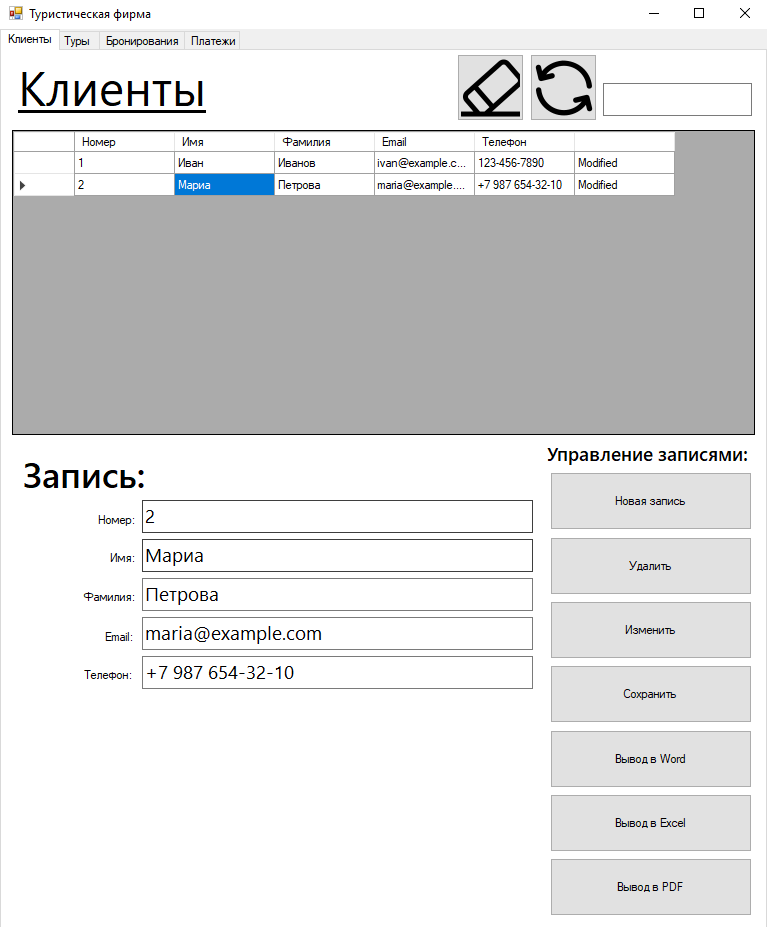 Туристическая фирма
Клиенты Туры Бронирования Платежи
Клиенты
Номер Имя Фамилия Email Телефон
1 Иван Иванов ivan@example.c... 123-456-7890 Modified
2 Мариа Петрова maria@example.... +7 987 654-32-10 Modified
Управление записями:
Запись:
Новая запись
Номер: 2
Имя: Мариа
Удалить
Фамилия: Петрова
Email: maria@example.com
Изменить
Телефон: +7 987 654-32-10
Сохранить
Вывод в Word
Вывод в Excel
Вывод в PDF